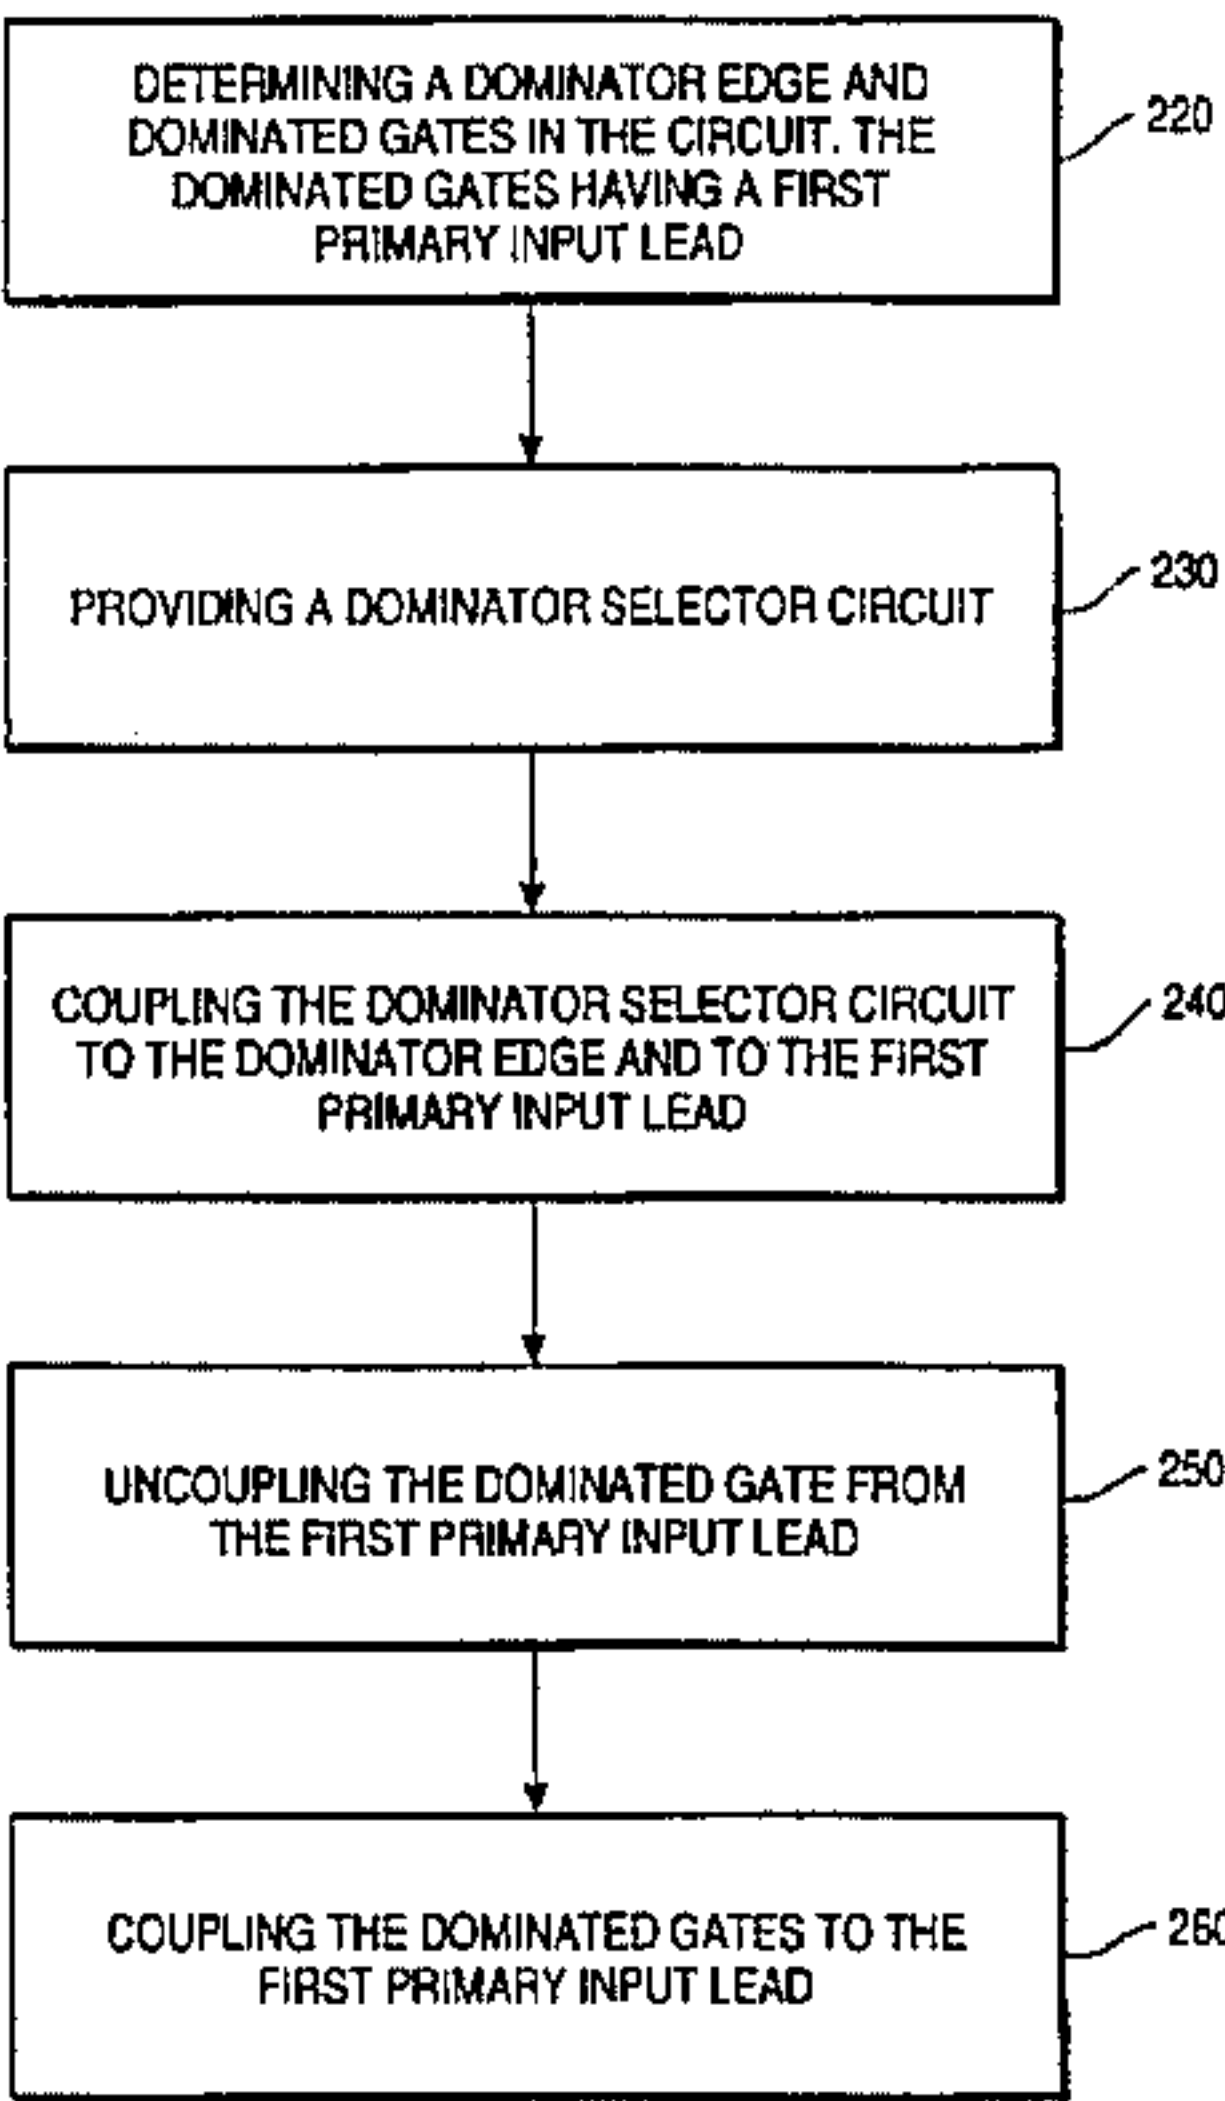 DETERMINING A DOMINATOR EDGE AND
DOMINATED GATES IN THE CIRCUIT. THE
DOMINATED GATES HAVING A FIRST
PRIMARY INPUT LEAD
220
PROVIDING A DOMINATOR SELECTOR CIRCUIT
230
COUPLING THE DOMINATOR SELECTOR CIRCUIT
TO THE DOMINATOR EDGE AND TO THE FIRST
PRIMARY INPUT LEAD
240
UNCOUPLING THE DOMINATED GATE FROM
THE FIRST PRIMARY INPUT LEAD
250
COUPLING THE DOMINATED GATES TO THE
FIRST PRIMARY INPUT LEAD
260